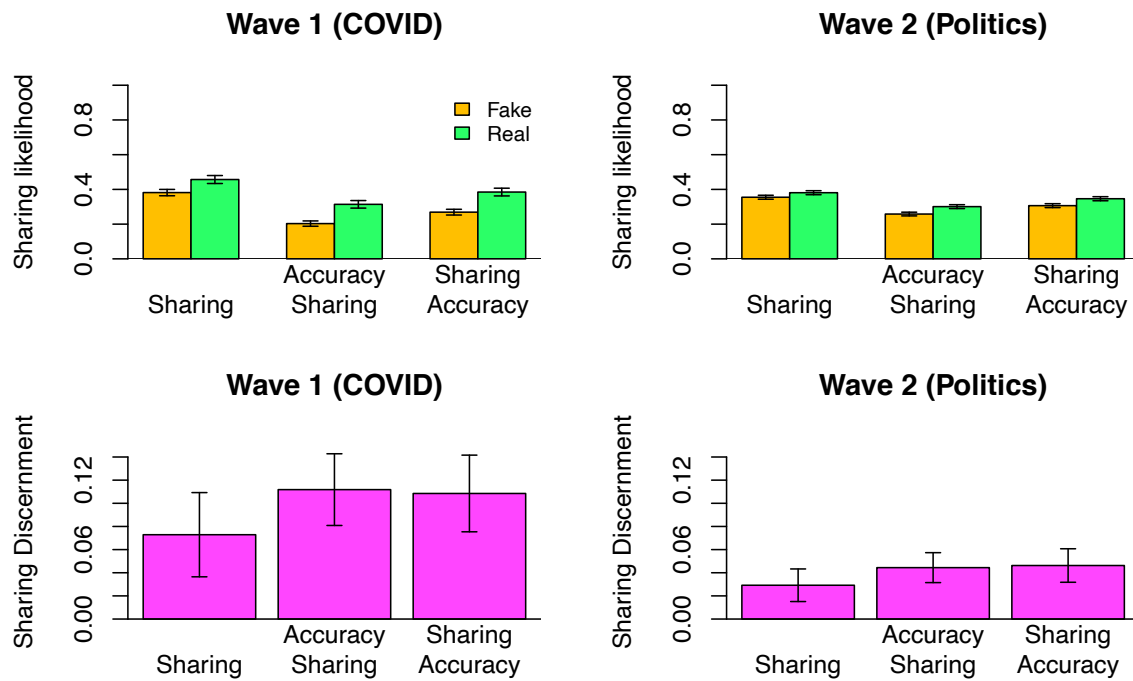 Wave 1 (COVID)
Sharing likelihood
0.8
0.4
0.0
Fake
Real
Accuracy Sharing
Sharing Sharing Accuracy
Wave 2 (Politics)
Sharing likelihood
0.8
0.4
0.0
Accuracy Sharing
Sharing Sharing Accuracy
Wave 1 (COVID)
Sharing Discernment
0.12
0.06
0.00
Accuracy Sharing
Sharing Sharing Accuracy
Wave 2 (Politics)
Sharing Discernment
0.12
0.06
0.00
Accuracy Sharing
Sharing Sharing Accuracy